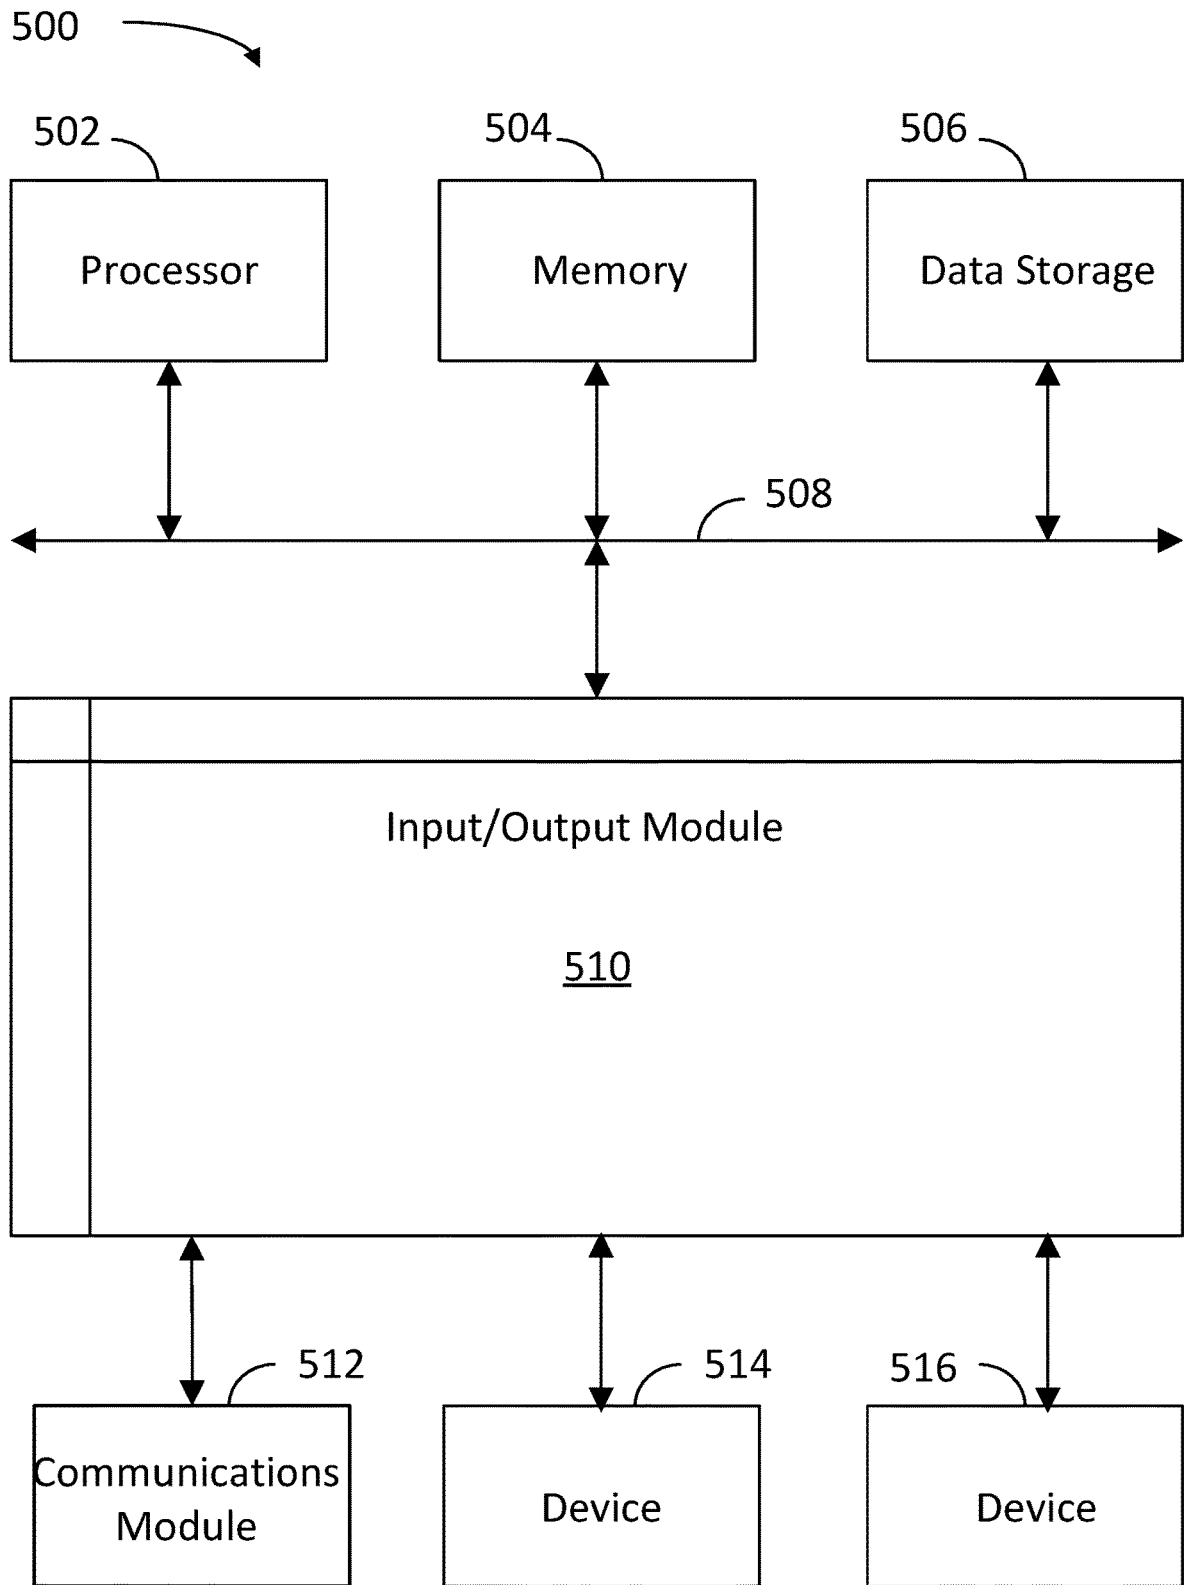 500
502
504
506
Processor
Memory
Data Storage
508
Input/Output Module
510
512
514
516
Communications
Module
Device
Device